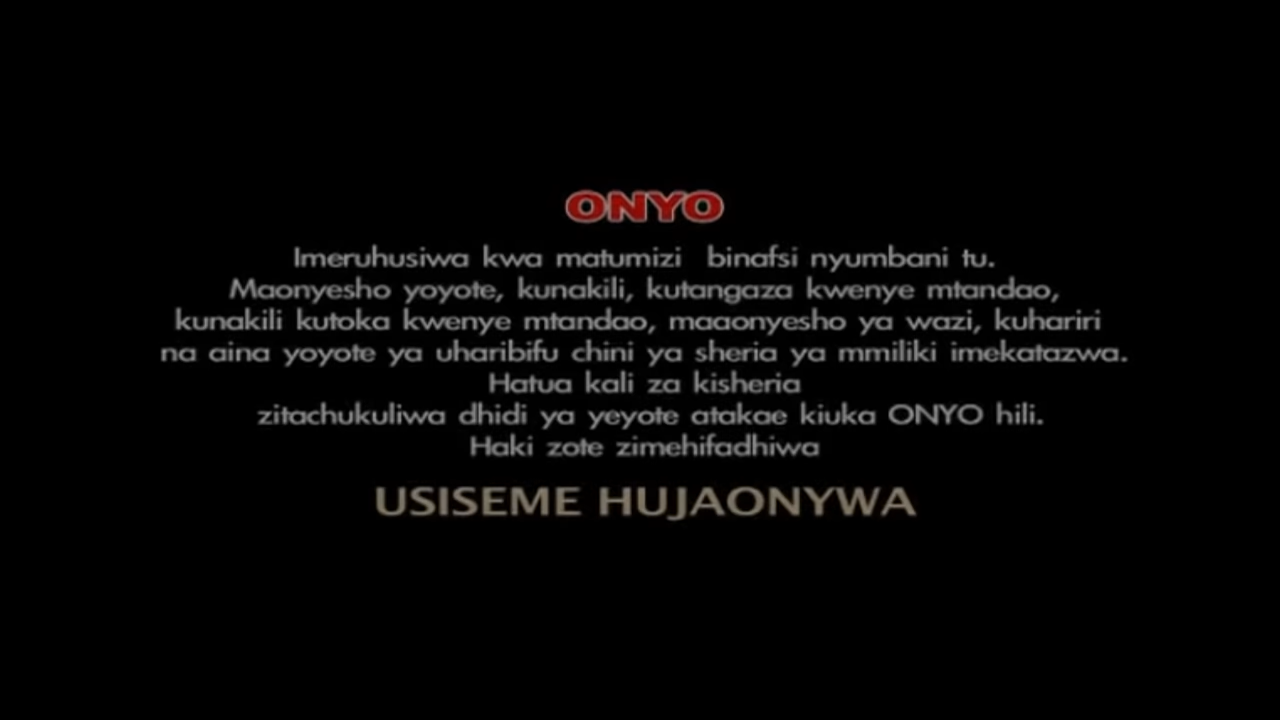 ONYO
Imeruhusiwa kwa matumizi binafsi nyumbani tu.
Maonyesho yoyote, kunakili, kutangaza kwenye mtandao,
kunakili kutoka kwenye mtandao, maaonyesho ya wazi, kuhariri
na aina yoyote ya uharibifu chini ya sheria ya mmiliki imekatazwa.
Hatua kali za kisheria
zitachukuliwa dhidi ya yeyote atakae kiuka ONYO hili.
Haki zote zimehifadhiwa
USISEME HUJAONYWA